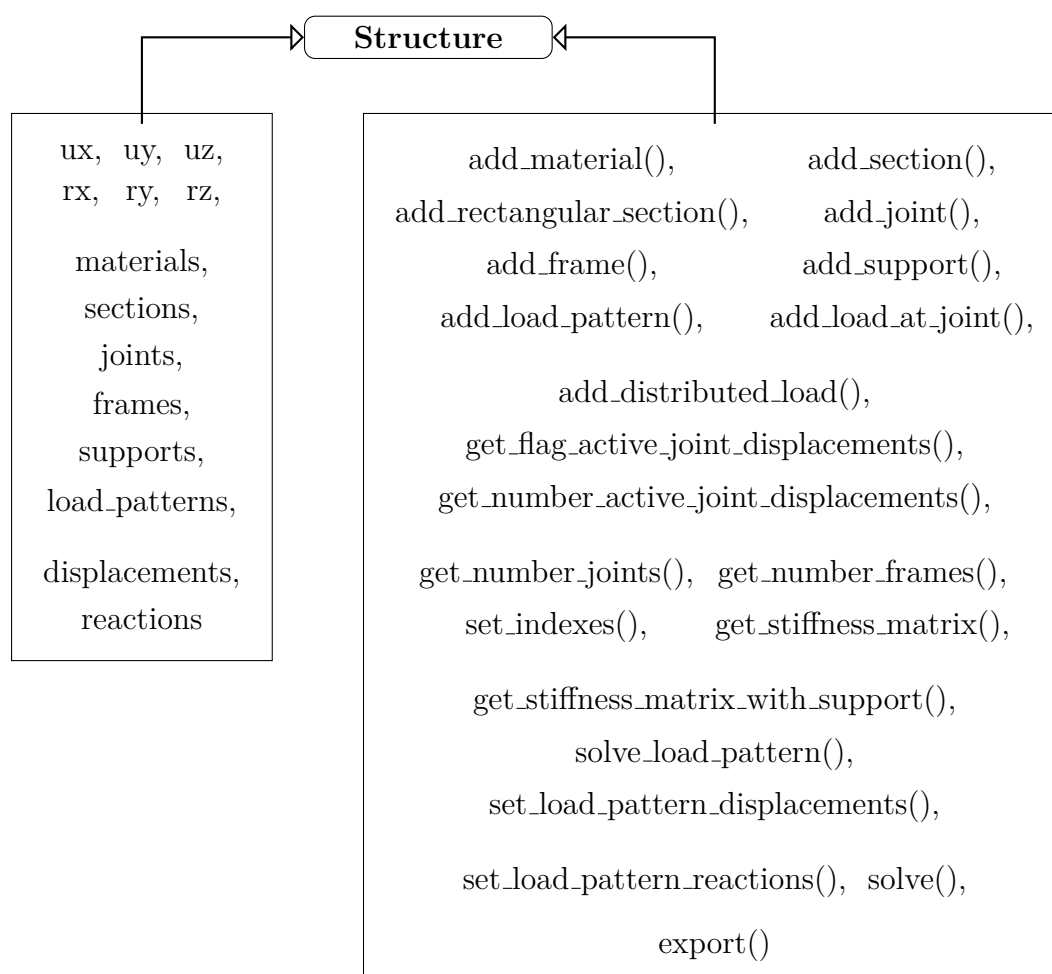 Structure
ux, uy, uz,
rx, ry, rz,
materials,
sections,
joints,
frames,
supports,
load_patterns,
displacements,
reactions
add_material(), add_section(),
add_rectangular_section(), add_joint(),
add_frame(), add_support(),
add_load_pattern(), add_load_at_joint(),
add_distributed_load(),
get_flag_active_joint_displacements(),
get_number_active_joint_displacements(),
get_number_joints(), get_number_frames(),
set_indexes(), get_stiffness_matrix(),
get_stiffness_matrix_with_support(),
solve_load_pattern(),
set_load_pattern_displacements(),
set_load_pattern_reactions(), solve(),
export()